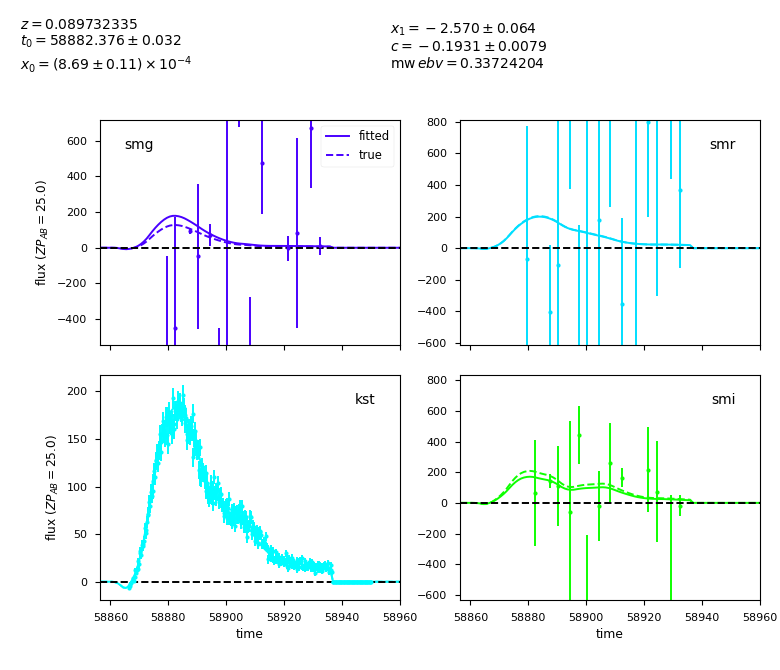 z = 0.089732335
t₀ = 58882.376 ± 0.032
x₀ = (8.69 ± 0.11) × 10⁻⁴
x₁ = −2.570 ± 0.064
c = −0.1931 ± 0.0079
mw ebv = 0.33724204
smg
fitted
true
flux (ZP_AB = 25.0)
600
400
200
0
−200
−400
smr
800
600
400
200
0
−200
−400
−600
kst
flux (ZP_AB = 25.0)
200
150
100
50
0
58860 58880 58900 58920 58940 58960
time
smi
800
600
400
200
0
−200
−400
−600
58860 58880 58900 58920 58940 58960
time